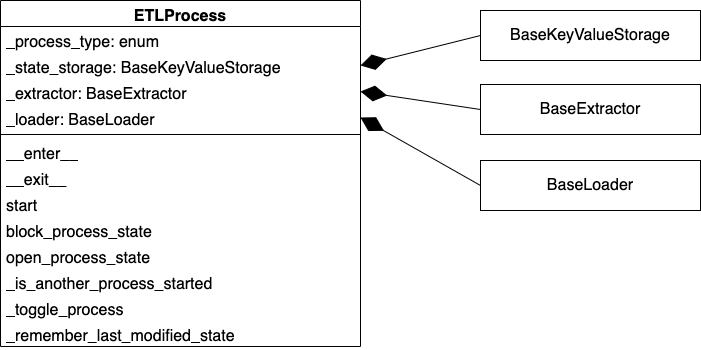 ETLProcess
_process_type: enum
_state_storage: BaseKeyValueStorage
_extractor: BaseExtractor
_loader: BaseLoader
__enter__
__exit__
start
block_process_state
open_process_state
_is_another_process_started
_toggle_process
_remember_last_modified_state
BaseKeyValueStorage
BaseExtractor
BaseLoader